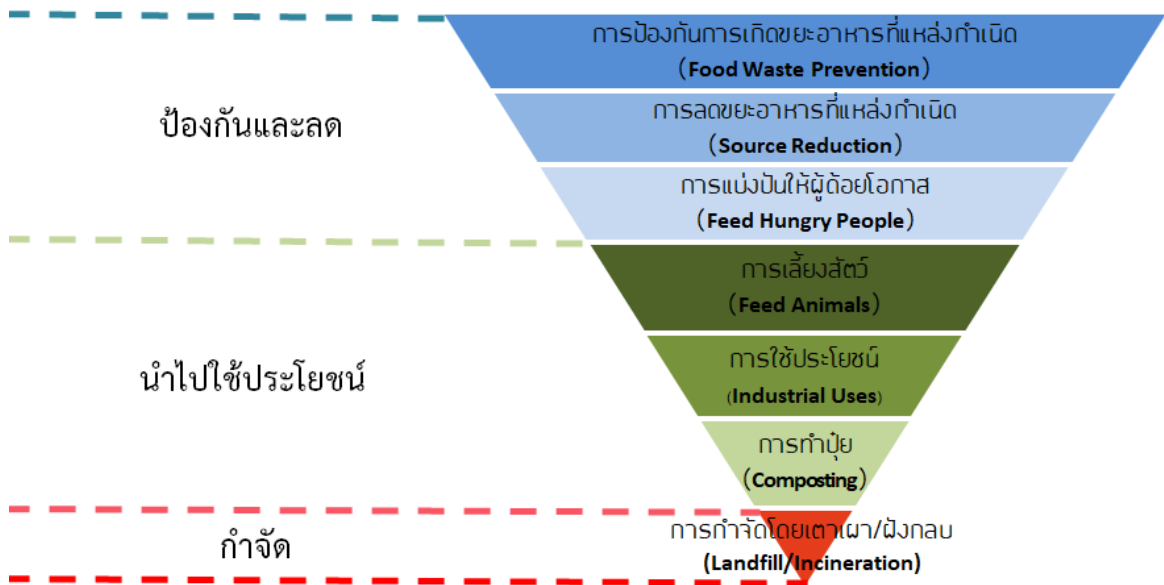 การป้องกันการเกิดขยะอาหารที่แหล่งกำเนิด
(Food Waste Prevention)
การลดขยะอาหารที่แหล่งกำเนิด
(Source Reduction)
การแบ่งปันให้ผู้ด้อยโอกาส
(Feed Hungry People)
ป้องกันและลด
การเลี้ยงสัตว์
(Feed Animals)
การใช้ประโยชน์
(Industrial Uses)
การทำปุ๋ย
(Composting)
นำไปใช้ประโยชน์
การกำจัดโดยเตาเผา/ฝังกลบ
(Landfill/Incineration)
กำจัด